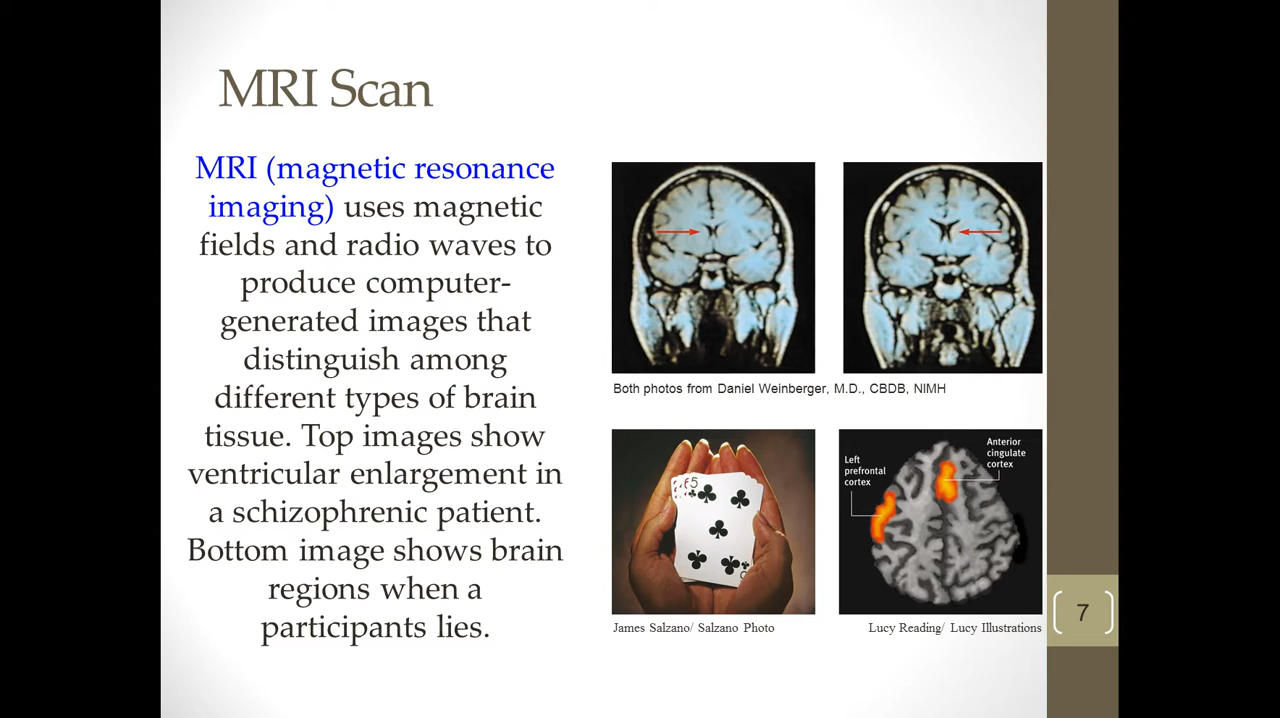 MRI Scan
MRI (magnetic resonance
imaging) uses magnetic
fields and radio waves to
produce computer-
generated images that
distinguish among
different types of brain
tissue. Top images show
ventricular enlargement in
a schizophrenic patient.
Bottom image shows brain
regions when a
participants lies.
Both photos from Daniel Weinberger, M.D., CBDB, NIMH
5
Left
prefrontal
cortex
Anterior
cingulate
cortex
James Salzano/ Salzano Photo
Lucy Reading/ Lucy Illustrations
7